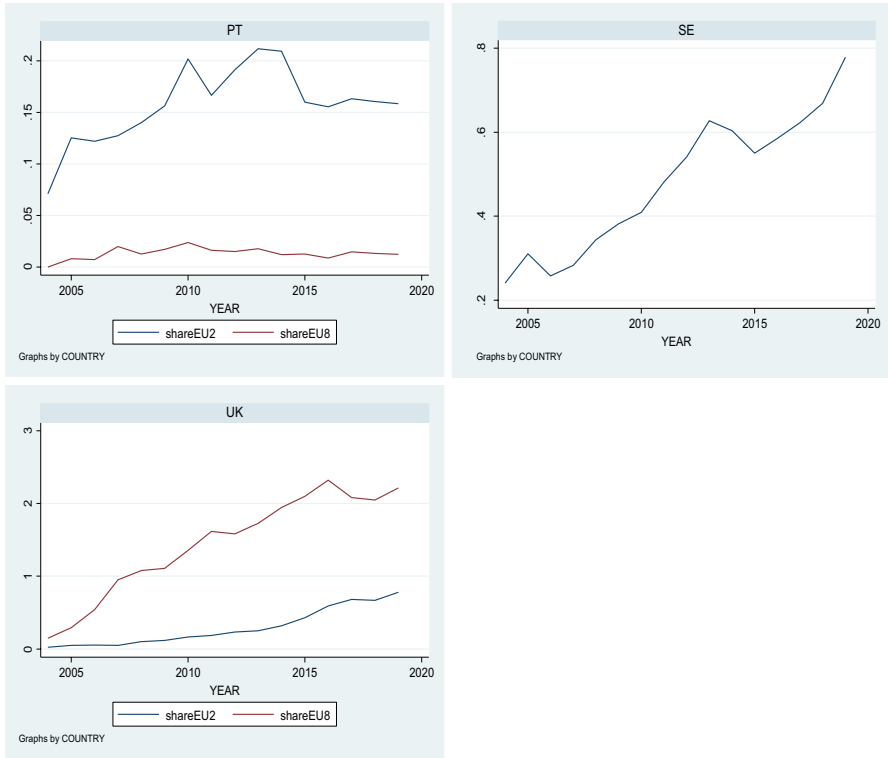 PT
.2
.15
.1
.05
0
2005 2010 2015 2020
YEAR
shareEU2 shareEU8
Graphs by COUNTRY
SE
.8
.6
.4
.2
2005 2010 2015 2020
YEAR
Graphs by COUNTRY
UK
3
2
1
0
2005 2010 2015 2020
YEAR
shareEU2 shareEU8
Graphs by COUNTRY